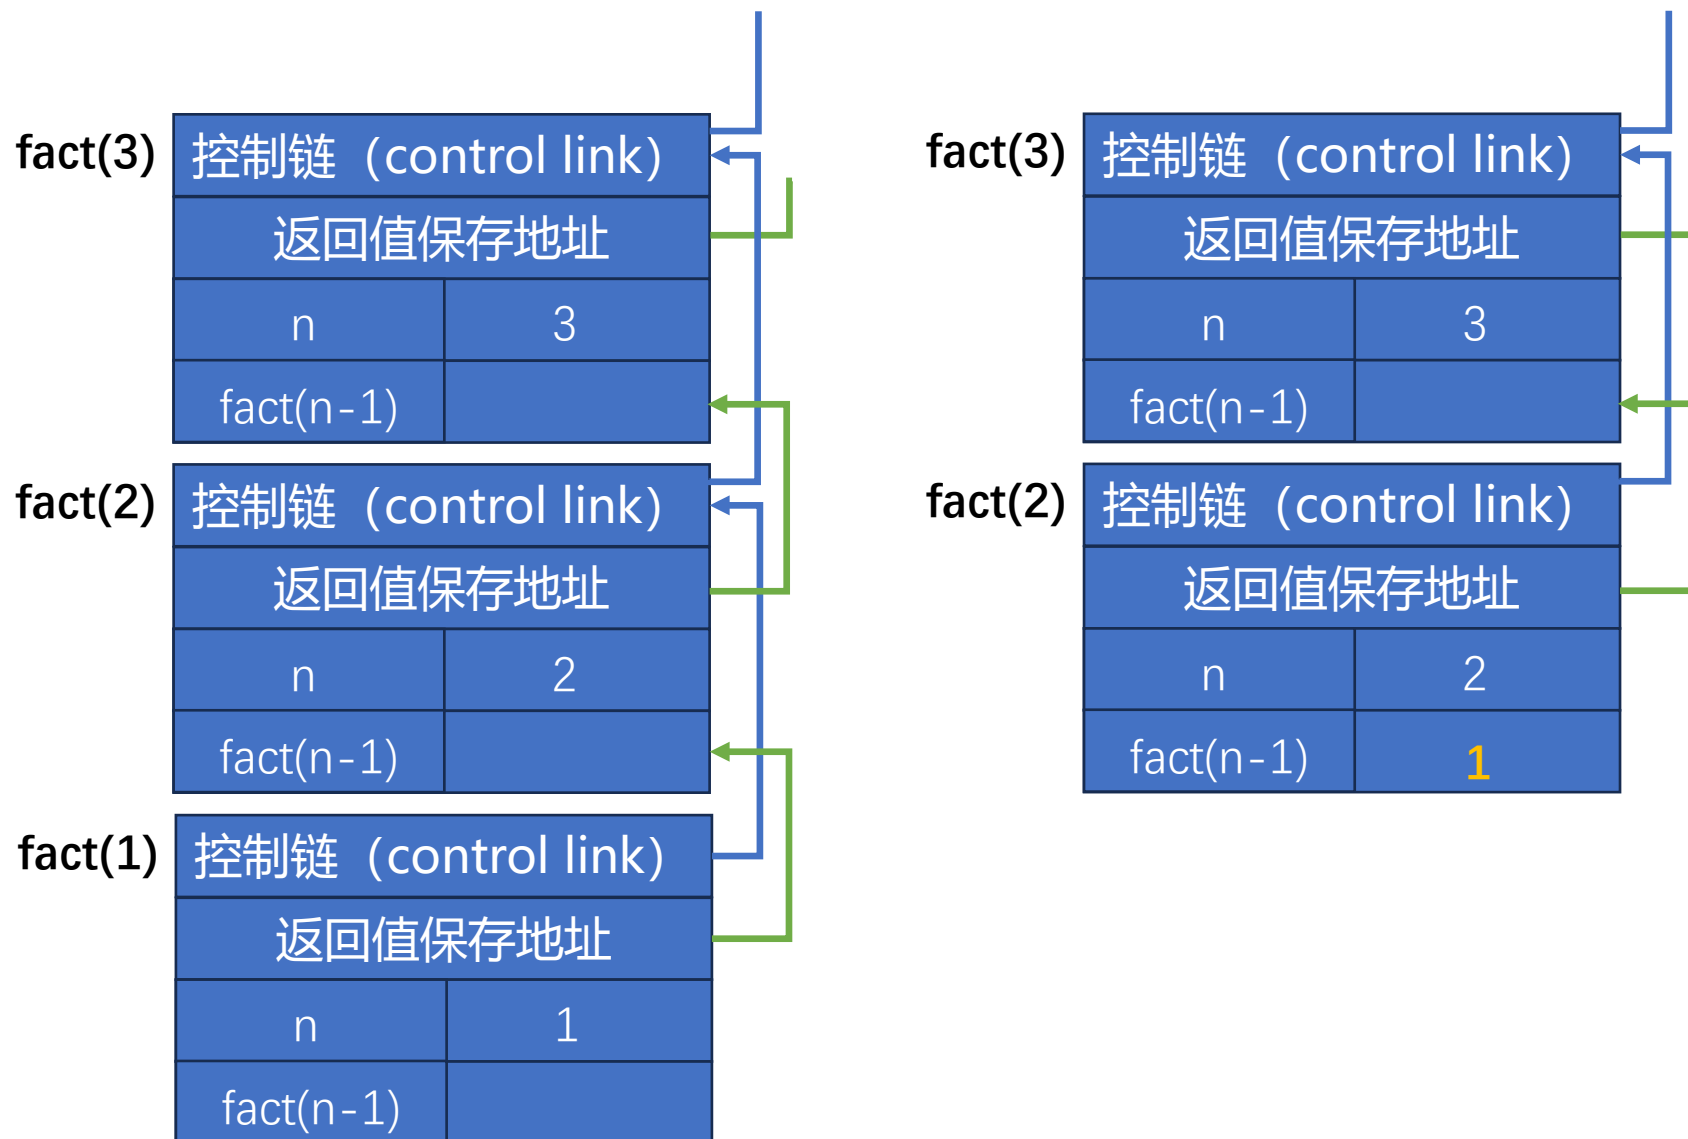 fact(3)
控制链（control link）
返回值保存地址
n 3
fact(n-1)
fact(2)
控制链（control link）
返回值保存地址
n 2
fact(n-1)
fact(1)
控制链（control link）
返回值保存地址
n 1
fact(n-1)
fact(3)
控制链（control link）
返回值保存地址
n 3
fact(n-1)
fact(2)
控制链（control link）
返回值保存地址
n 2
fact(n-1) 1